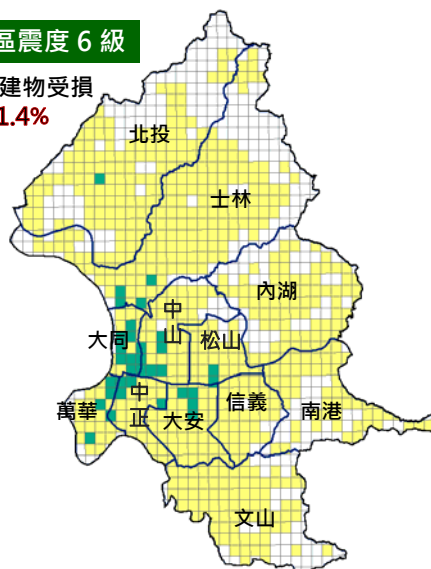 區震度 6 級
建物受損
1.4%
北投
士林
內湖
中山
大同
松山
萬華
中正
大安
信義
南港
文山